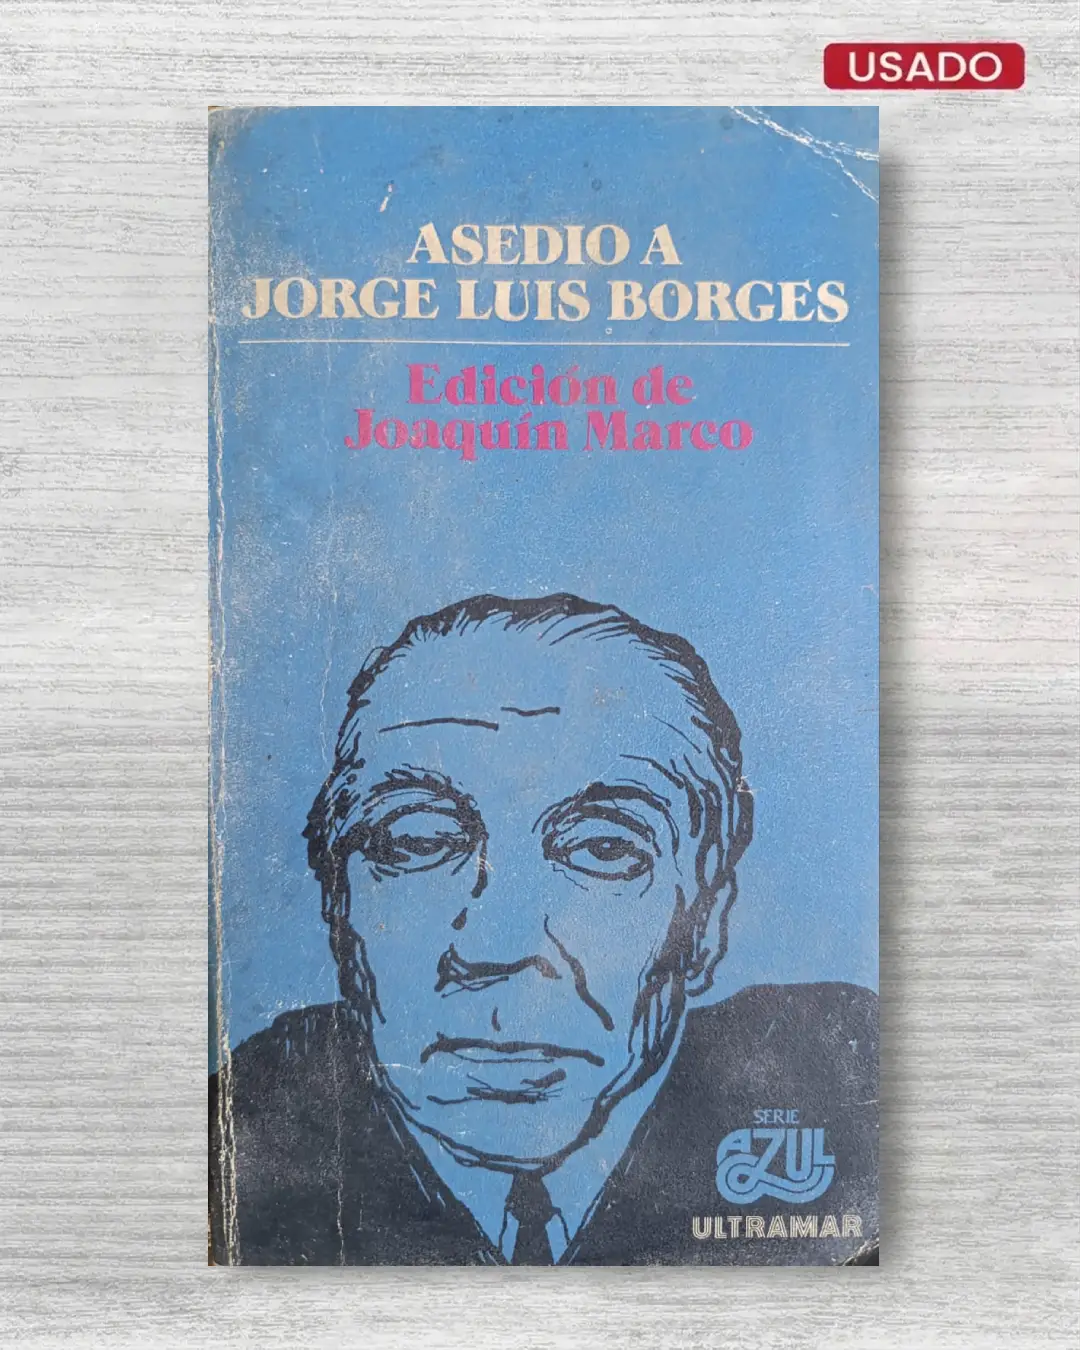 USADO
ASEDIO A
JORGE LUIS BORGES
Edición de
Joaquín Marco
SERIE
AZUL
ULTRAMAR